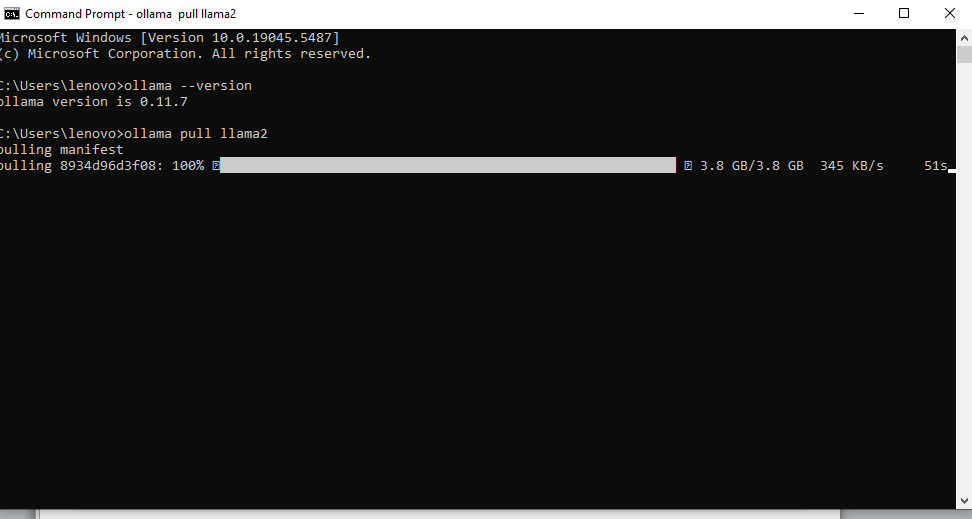 Command Prompt - ollama  pull llama2
Microsoft Windows [Version 10.0.19045.5487]
(c) Microsoft Corporation. All rights reserved.
C:\Users\lenovo>ollama --version
ollama version is 0.11.7
C:\Users\lenovo>ollama pull llama2
pulling manifest
pulling 8934d96d3f08: 100% 3.8 GB/3.8 GB  345 KB/s     51s